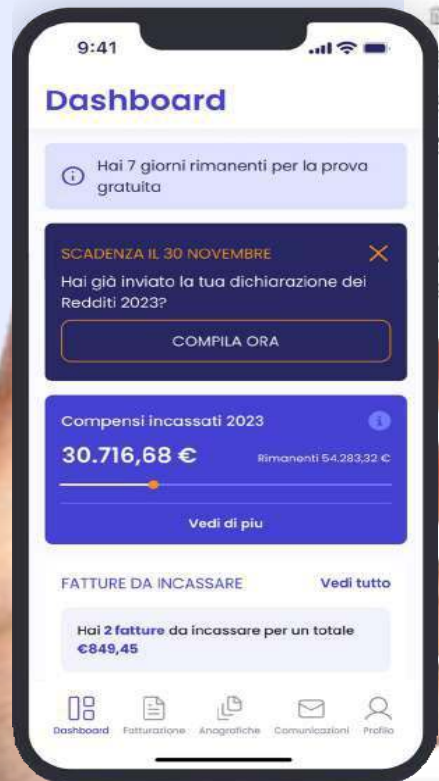 9:41
Dashboard
Hai 7 giorni rimanenti per la prova
gratuita
SCADENZA IL 30 NOVEMBRE
Hai già inviato la tua dichiarazione dei
Redditi 2023?
COMPILA ORA
Compensi incassati 2023
30.716,68 €
Rimanenti 54.283,32 €
Vedi di piu
FATTURE DA INCASSARE
Vedi tutto
Hai 2 fatture da incassare per un totale
€849,45
Dashboard Fatturazione Anagrafiche Comunicazioni Profilo